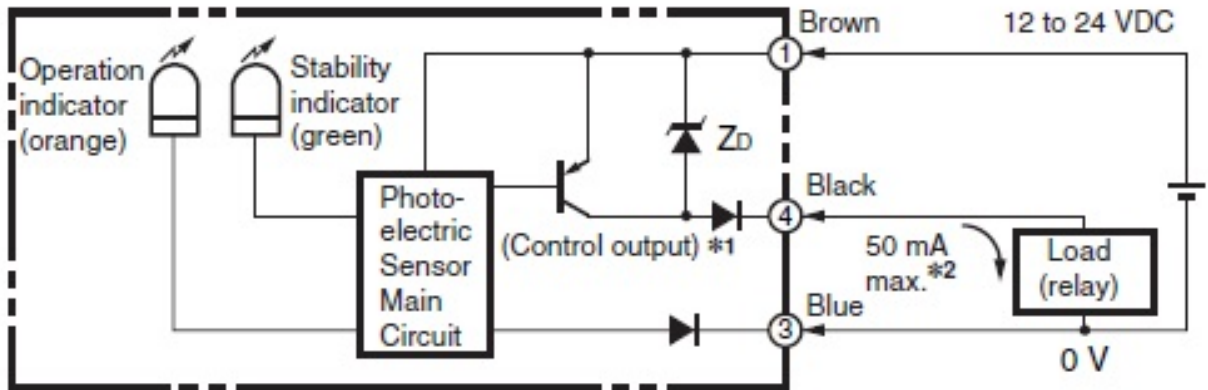 Brown
12 to 24 VDC
1
Operation
indicator
(orange)
Stability
indicator
(green)
ZD
Black
4
Photo-
electric
Sensor
Main
Circuit
(Control output) *1
50 mA
max.*2
Load
(relay)
Blue
3
0 V